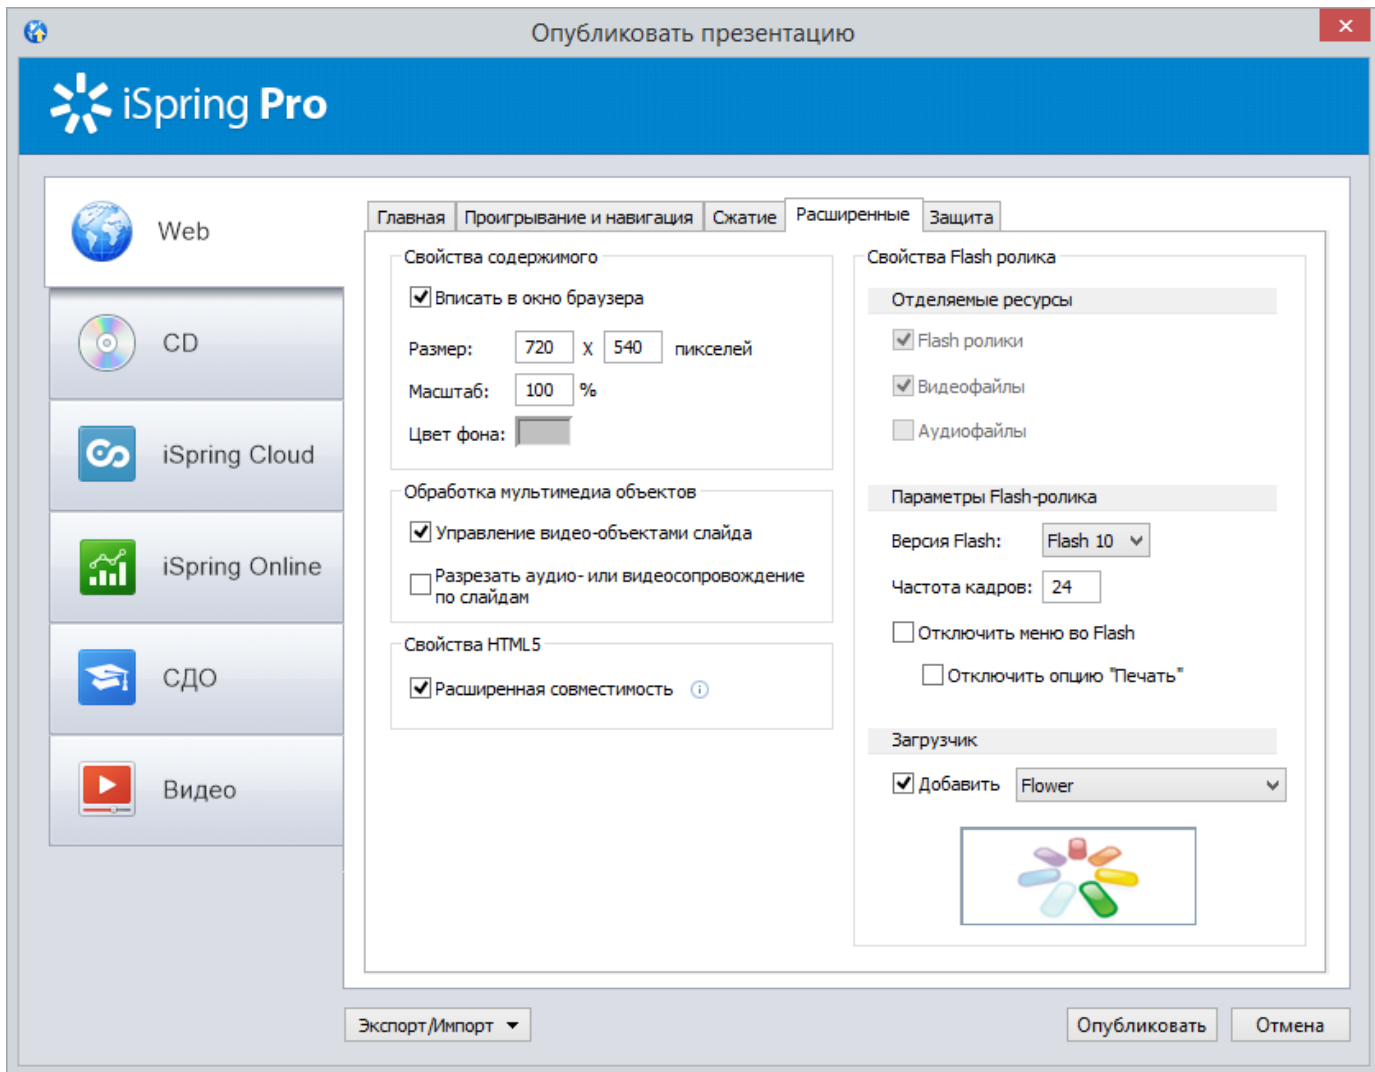 Опубликовать презентацию
iSpring Pro
Web
CD
iSpring Cloud
iSpring Online
СДО
Видео
Главная
Проигрывание и навигация
Сжатие
Расширенные
Защита
Свойства содержимого
Вписать в окно браузера
Размер: 720 X 540 пикселей
Масштаб: 100 %
Цвет фона:
Обработка мультимедиа объектов
Управление видео-объектами слайда
Разрезать аудио- или видеосопровождение
по слайдам
Свойства HTML5
Расширенная совместимость
Свойства Flash ролика
Отделяемые ресурсы
Flash ролики
Видеофайлы
Аудиофайлы
Параметры Flash-ролика
Версия Flash: Flash 10
Частота кадров: 24
Отключить меню во Flash
Отключить опцию "Печать"
Загрузчик
Добавить Flower
Экспорт/Импорт
Опубликовать
Отмена